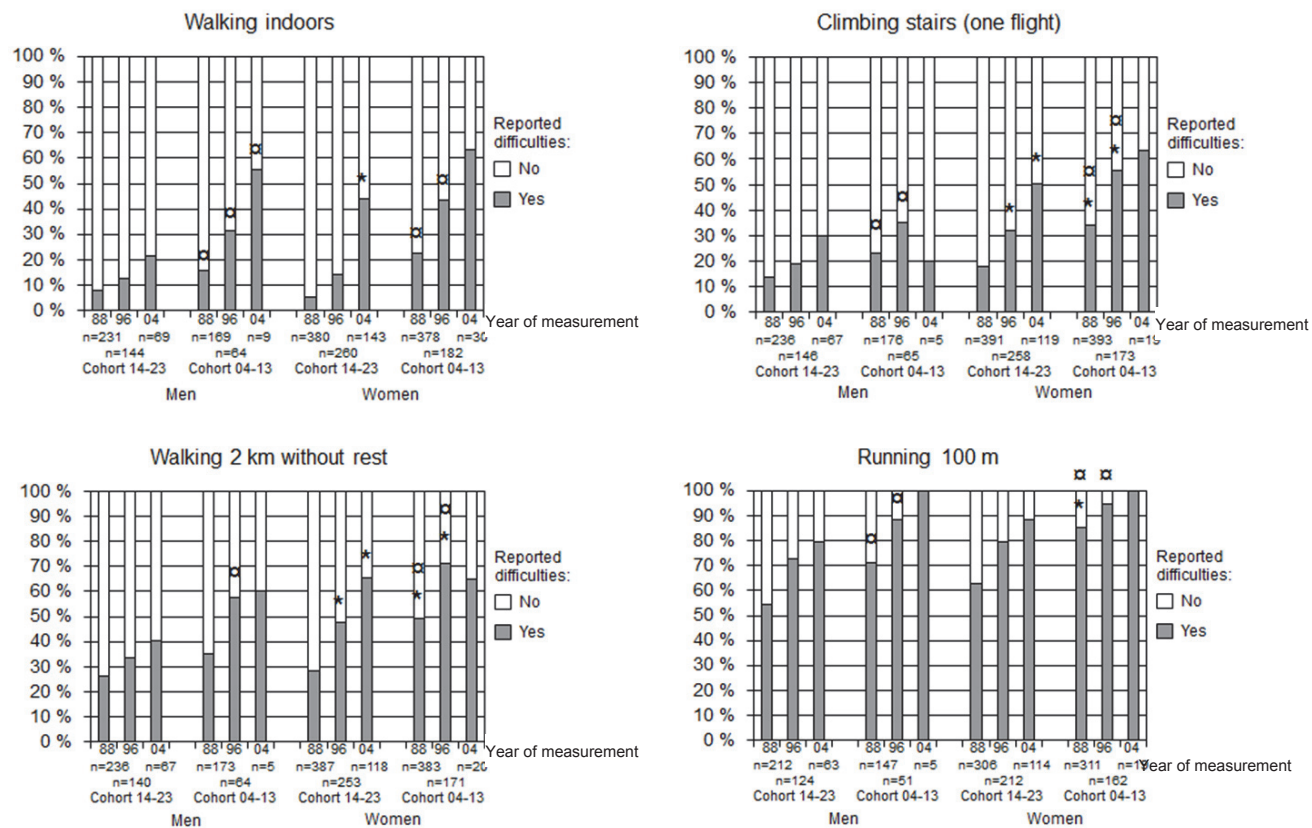 Walking indoors
100 %
90 %
80 %
70 %
60 %
50 %
40 %
30 %
20 %
10 %
0 %
¤ ¤ ¤ * ¤ ¤
Reported
difficulties:
No
Yes
88 96 04 88 96 04 88 96 04 88 96 04 Year of measurement
n=231 n=69 n=169 n=9 n=380 n=143 n=378
n=144 n=64 n=260 n=182
Cohort 14-23 Cohort 04-13 Cohort 14-23 Cohort 04-13
Men Women
Climbing stairs (one flight)
100 %
90 %
80 %
70 %
60 %
50 %
40 %
30 %
20 %
10 %
0 %
¤ ¤ * * ¤ * ¤ *
Reported
difficulties:
No
Yes
88 96 04 88 96 04 88 96 04 88 96 04 Year of measurement
n=236 n=67 n=176 n=5 n=391 n=119 n=393
n=146 n=65 n=258 n=173
Cohort 14-23 Cohort 04-13 Cohort 14-23 Cohort 04-13
Men Women
Walking 2 km without rest
100 %
90 %
80 %
70 %
60 %
50 %
40 %
30 %
20 %
10 %
0 %
¤ * * ¤ * ¤ *
Reported
difficulties:
No
Yes
88 96 04 88 96 04 88 96 04 88 96 04 Year of measurement
n=236 n=67 n=173 n=5 n=387 n=118 n=383
n=140 n=64 n=253 n=171
Cohort 14-23 Cohort 04-13 Cohort 14-23 Cohort 04-13
Men Women
Running 100 m
100 %
90 %
80 %
70 %
60 %
50 %
40 %
30 %
20 %
10 %
0 %
¤ ¤ ¤ * ¤
Reported
difficulties:
No
Yes
88 96 04 88 96 04 88 96 04 88 96 04
n=212 n=63 n=147 n=5 n=306 n=114 n=311 Year of measurement
n=124 n=51 n=212 n=162
Cohort 14-23 Cohort 04-13 Cohort 14-23 Cohort 04-13
Men Women